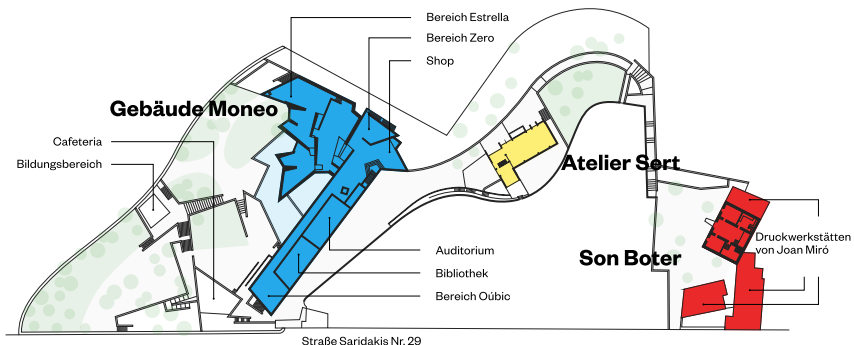 Bereich Estrella
Bereich Zero
Shop
Gebäude Moneo
Cafeteria
Bildungsbereich
Atelier Sert
Druckwerkstätten
von Joan Miró
Son Boter
Auditorium
Bibliothek
Bereich Oúbic
Straße Saridakis Nr. 29